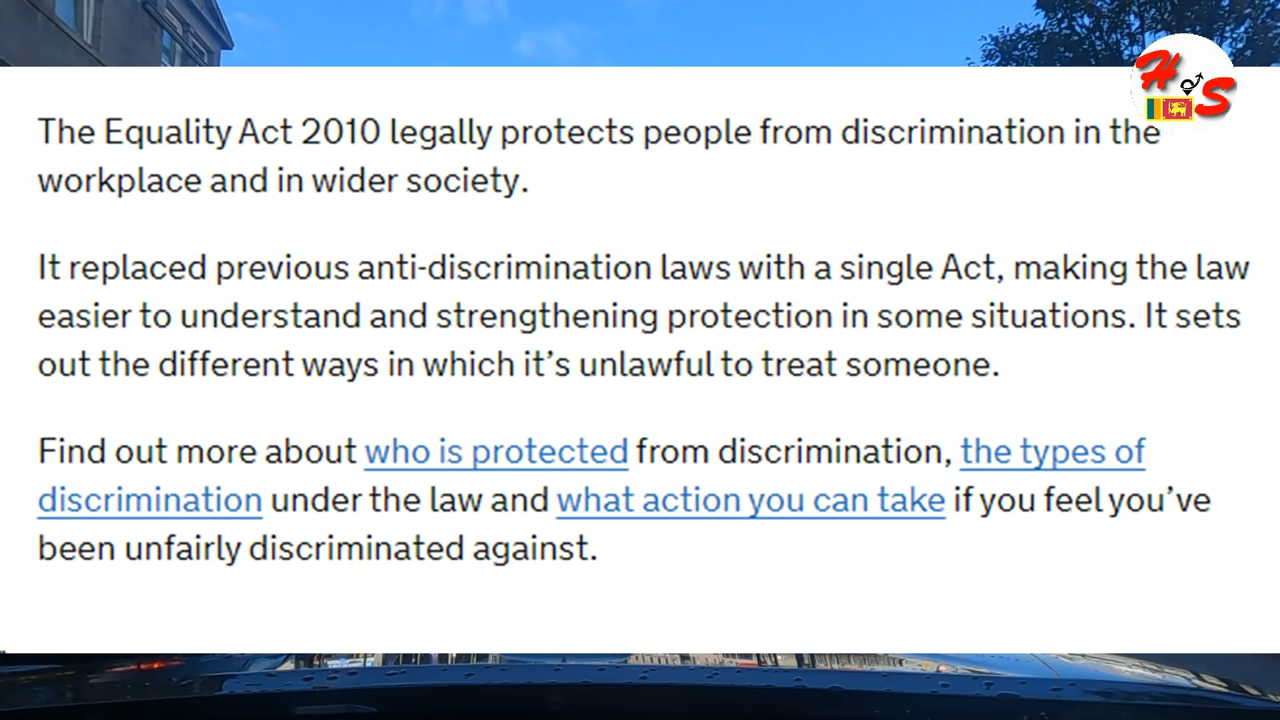 H
S
The Equality Act 2010 legally protects people from discrimination in the
workplace and in wider society.
It replaced previous anti-discrimination laws with a single Act, making the law
easier to understand and strengthening protection in some situations. It sets
out the different ways in which it’s unlawful to treat someone.
Find out more about who is protected from discrimination, the types of
discrimination under the law and what action you can take if you feel you’ve
been unfairly discriminated against.